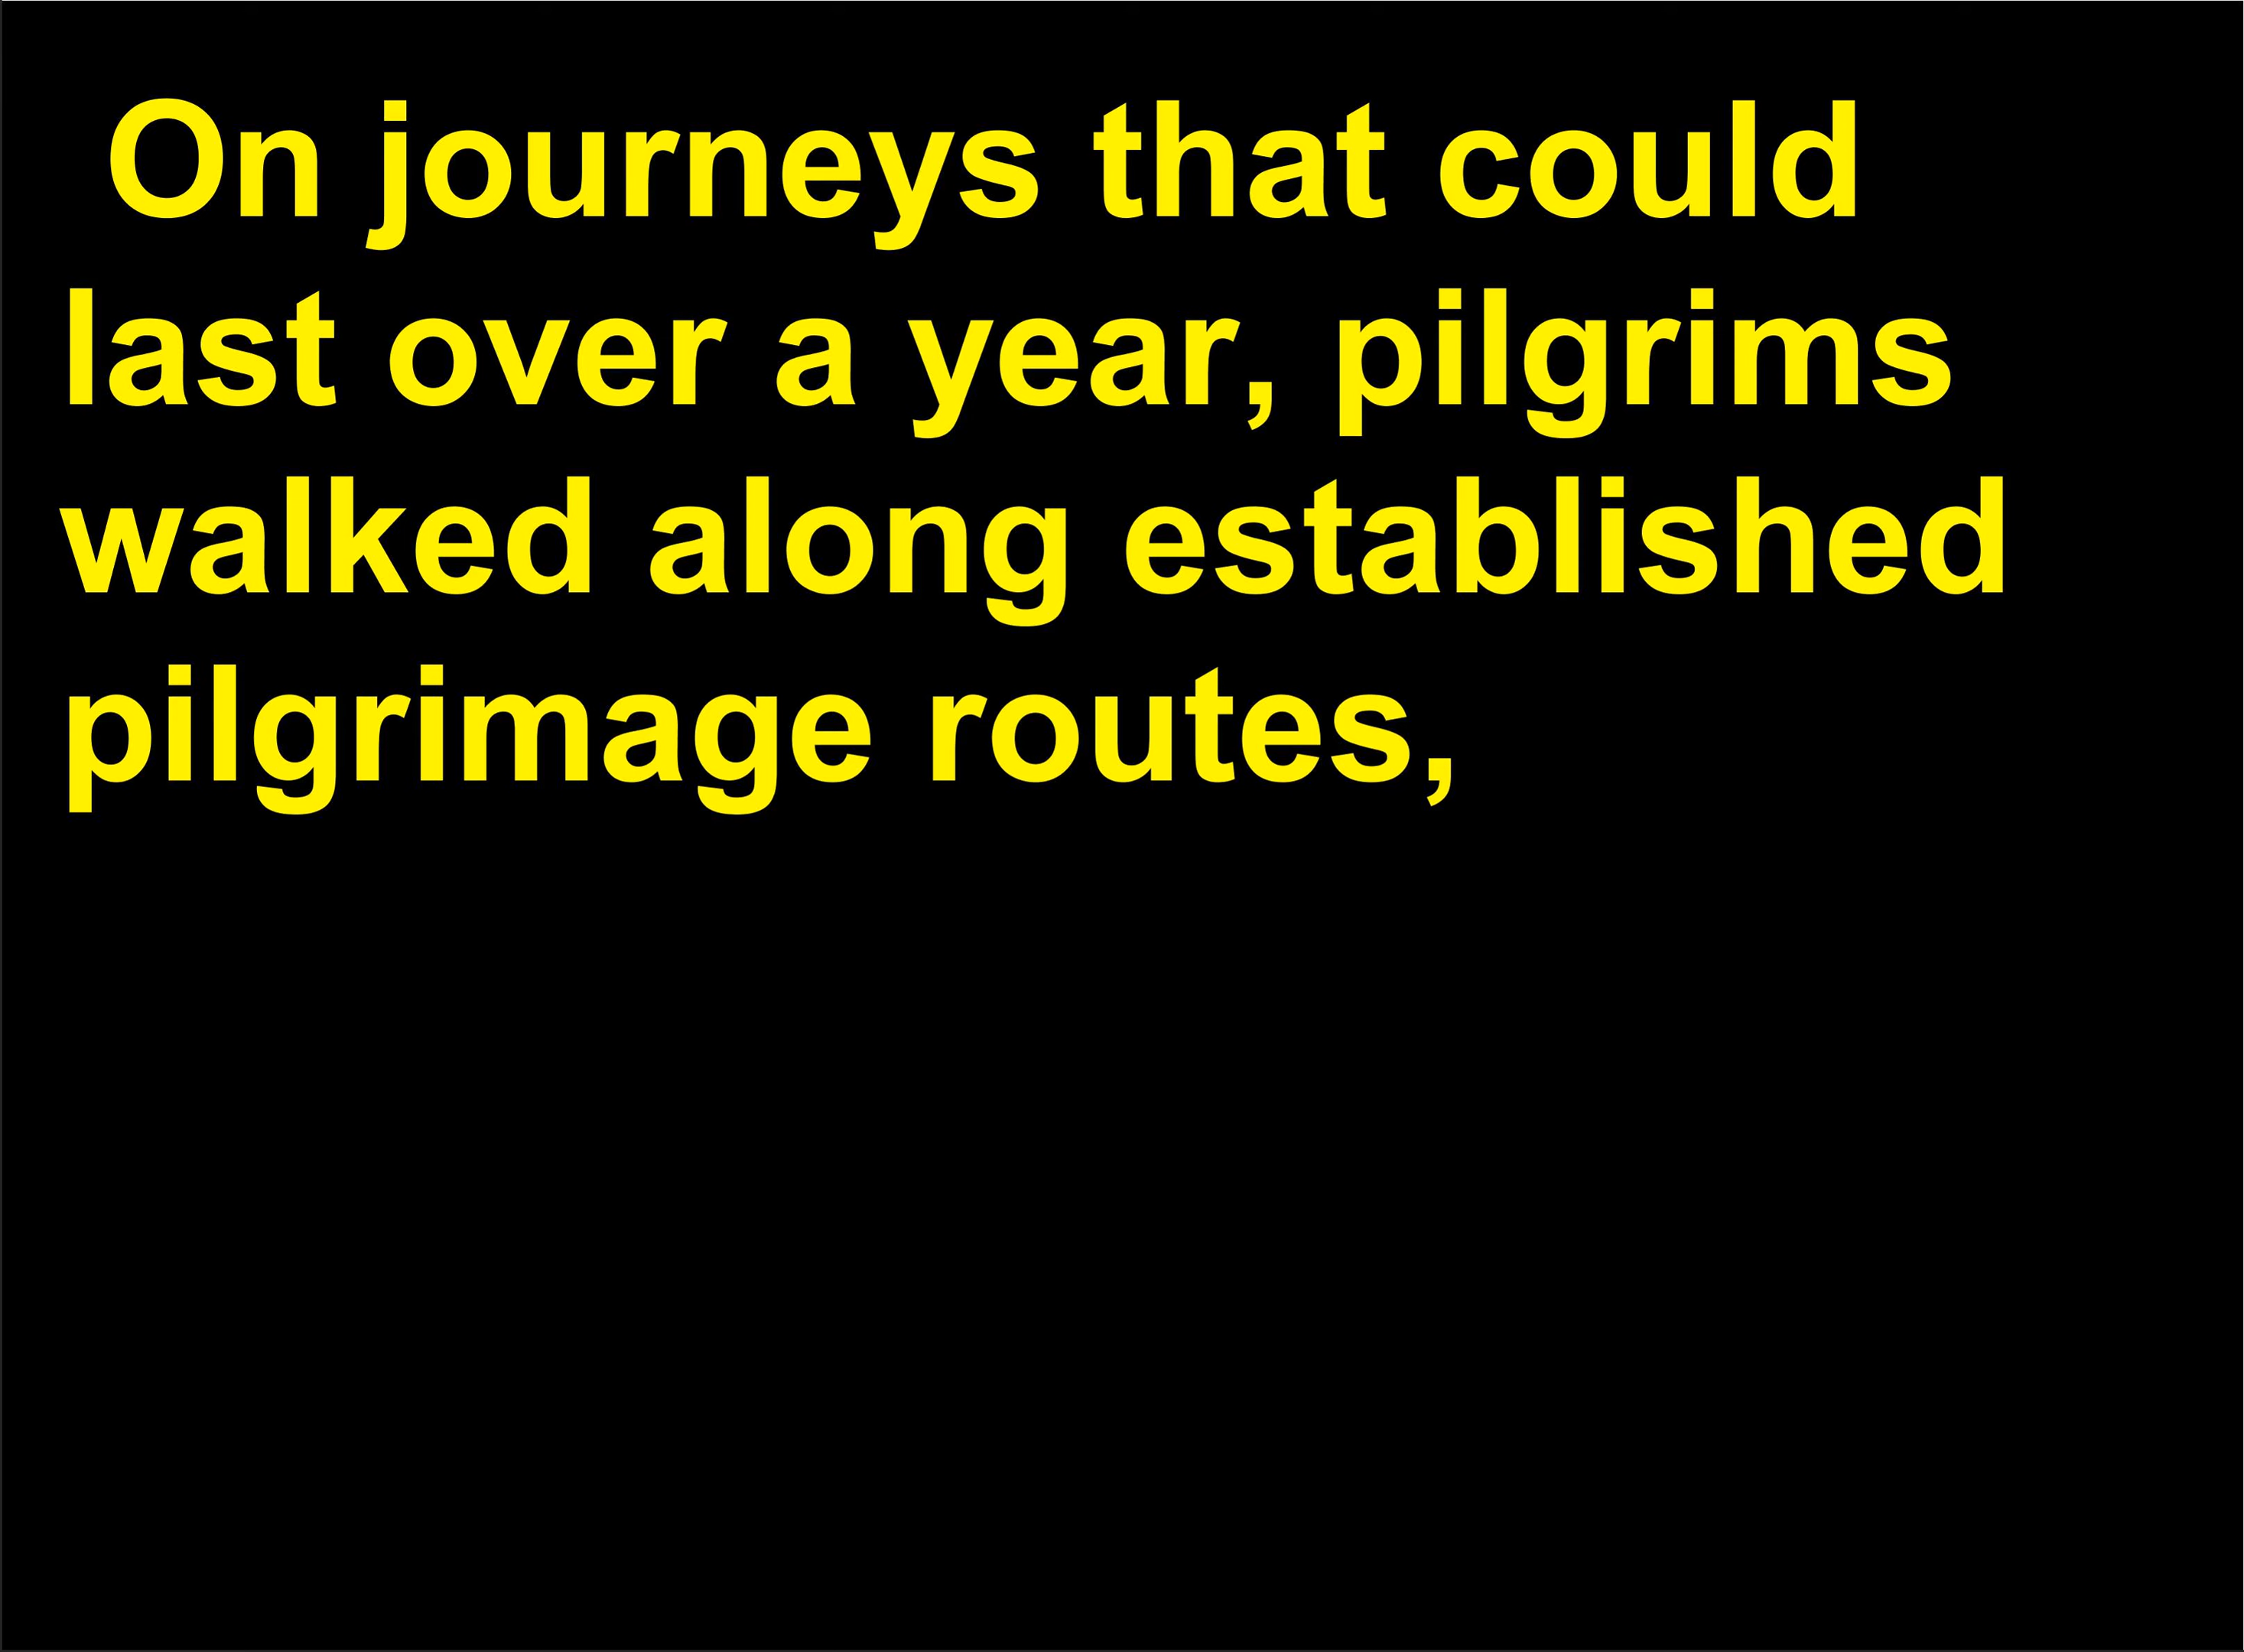 On journeys that could
last over a year, pilgrims
walked along established
pilgrimage routes,